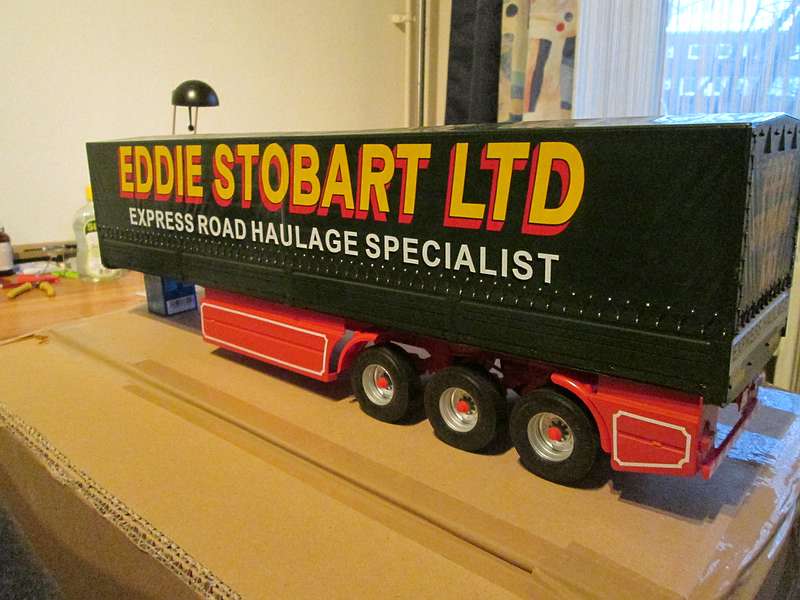 EDDIE STOBART LTD
EXPRESS ROAD HAULAGE SPECIALIST